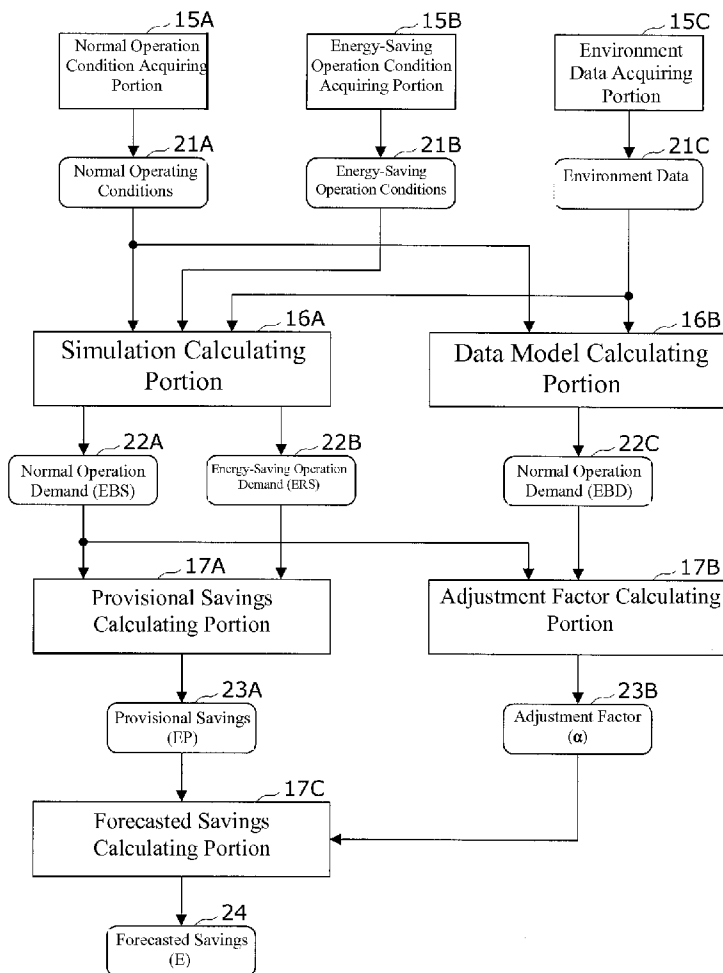 15A
15B
15C
Normal Operation
Condition Acquiring
Portion
Energy-Saving
Operation Condition
Acquiring Portion
Environment
Data Acquiring
Portion
21A
21B
21C
Normal Operating
Conditions
Energy-Saving
Operation Conditions
Environment Data
16A
16B
Simulation Calculating
Portion
Data Model Calculating
Portion
22A
22B
22C
Normal Operation
Demand (EBS)
Energy-Saving Operation
Demand (ERS)
Normal Operation
Demand (EBD)
17A
17B
Provisional Savings
Calculating Portion
Adjustment Factor Calculating
Portion
23A
23B
Provisional Savings
(EP)
Adjustment Factor
(α)
17C
Forecasted Savings
Calculating Portion
24
Forecasted Savings
(E)